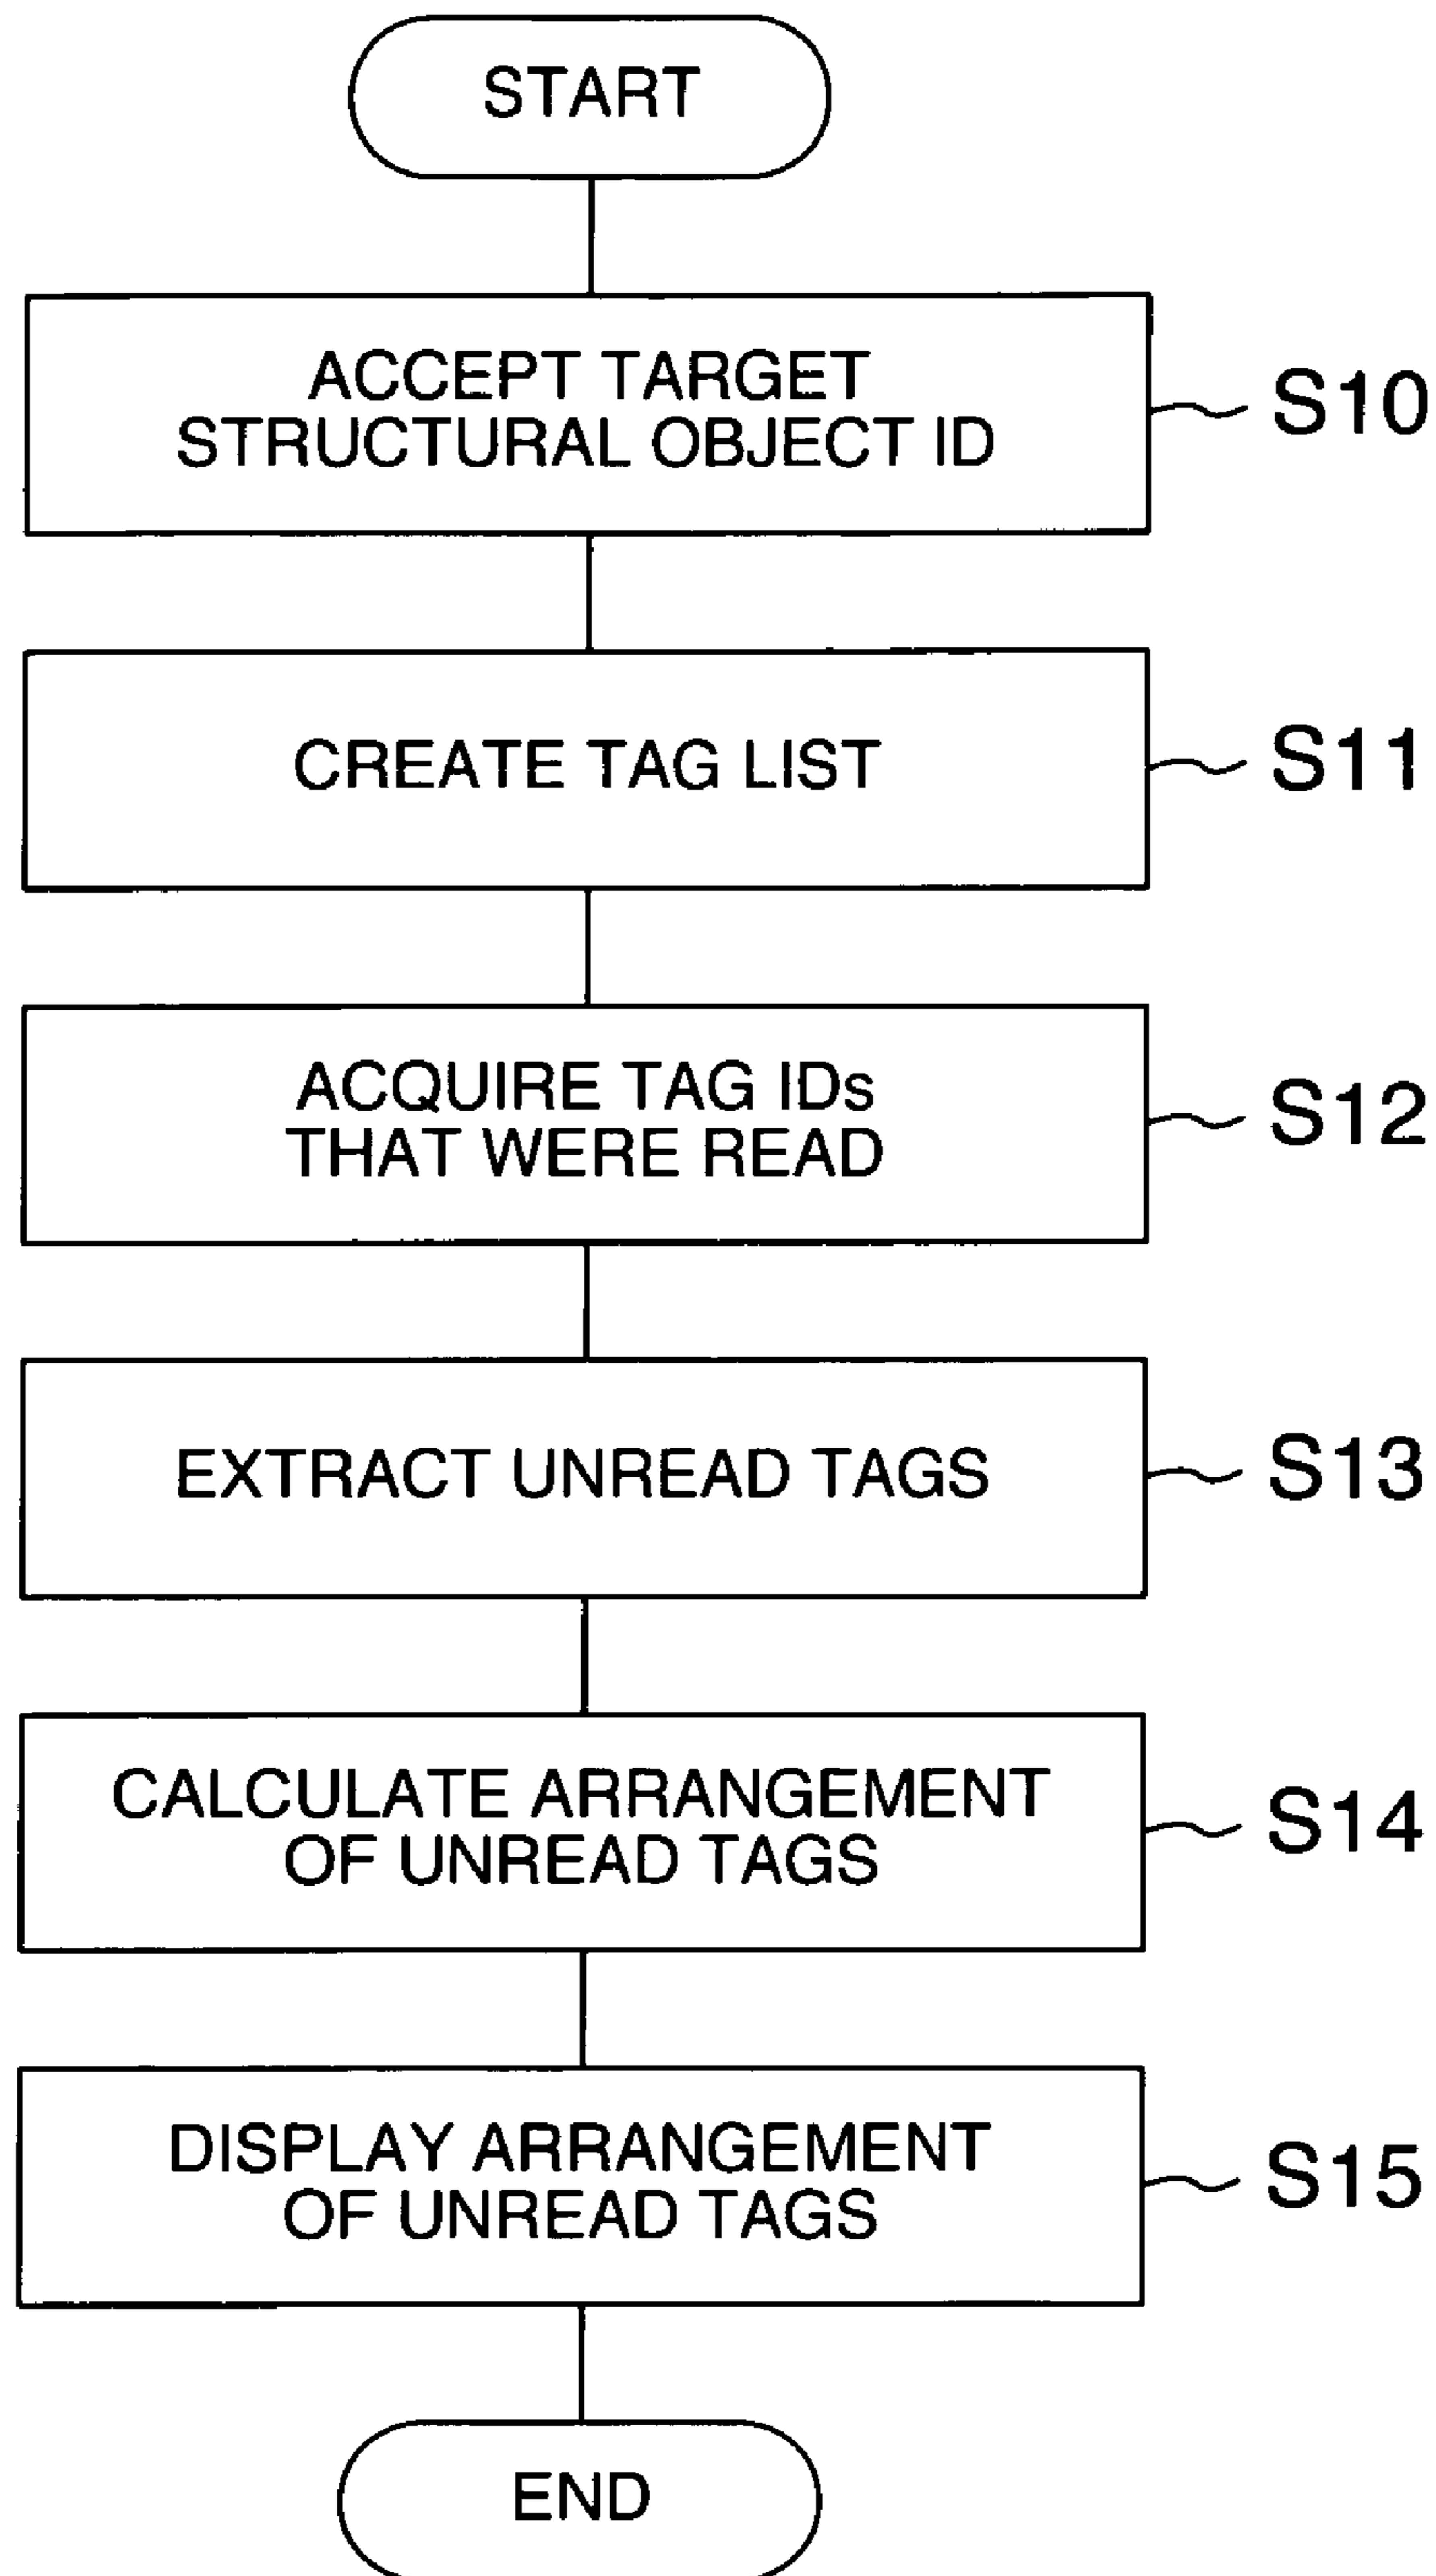 START
ACCEPT TARGET
STRUCTURAL OBJECT ID
S10
CREATE TAG LIST
S11
ACQUIRE TAG IDs
THAT WERE READ
S12
EXTRACT UNREAD TAGS
S13
CALCULATE ARRANGEMENT
OF UNREAD TAGS
S14
DISPLAY ARRANGEMENT
OF UNREAD TAGS
S15
END